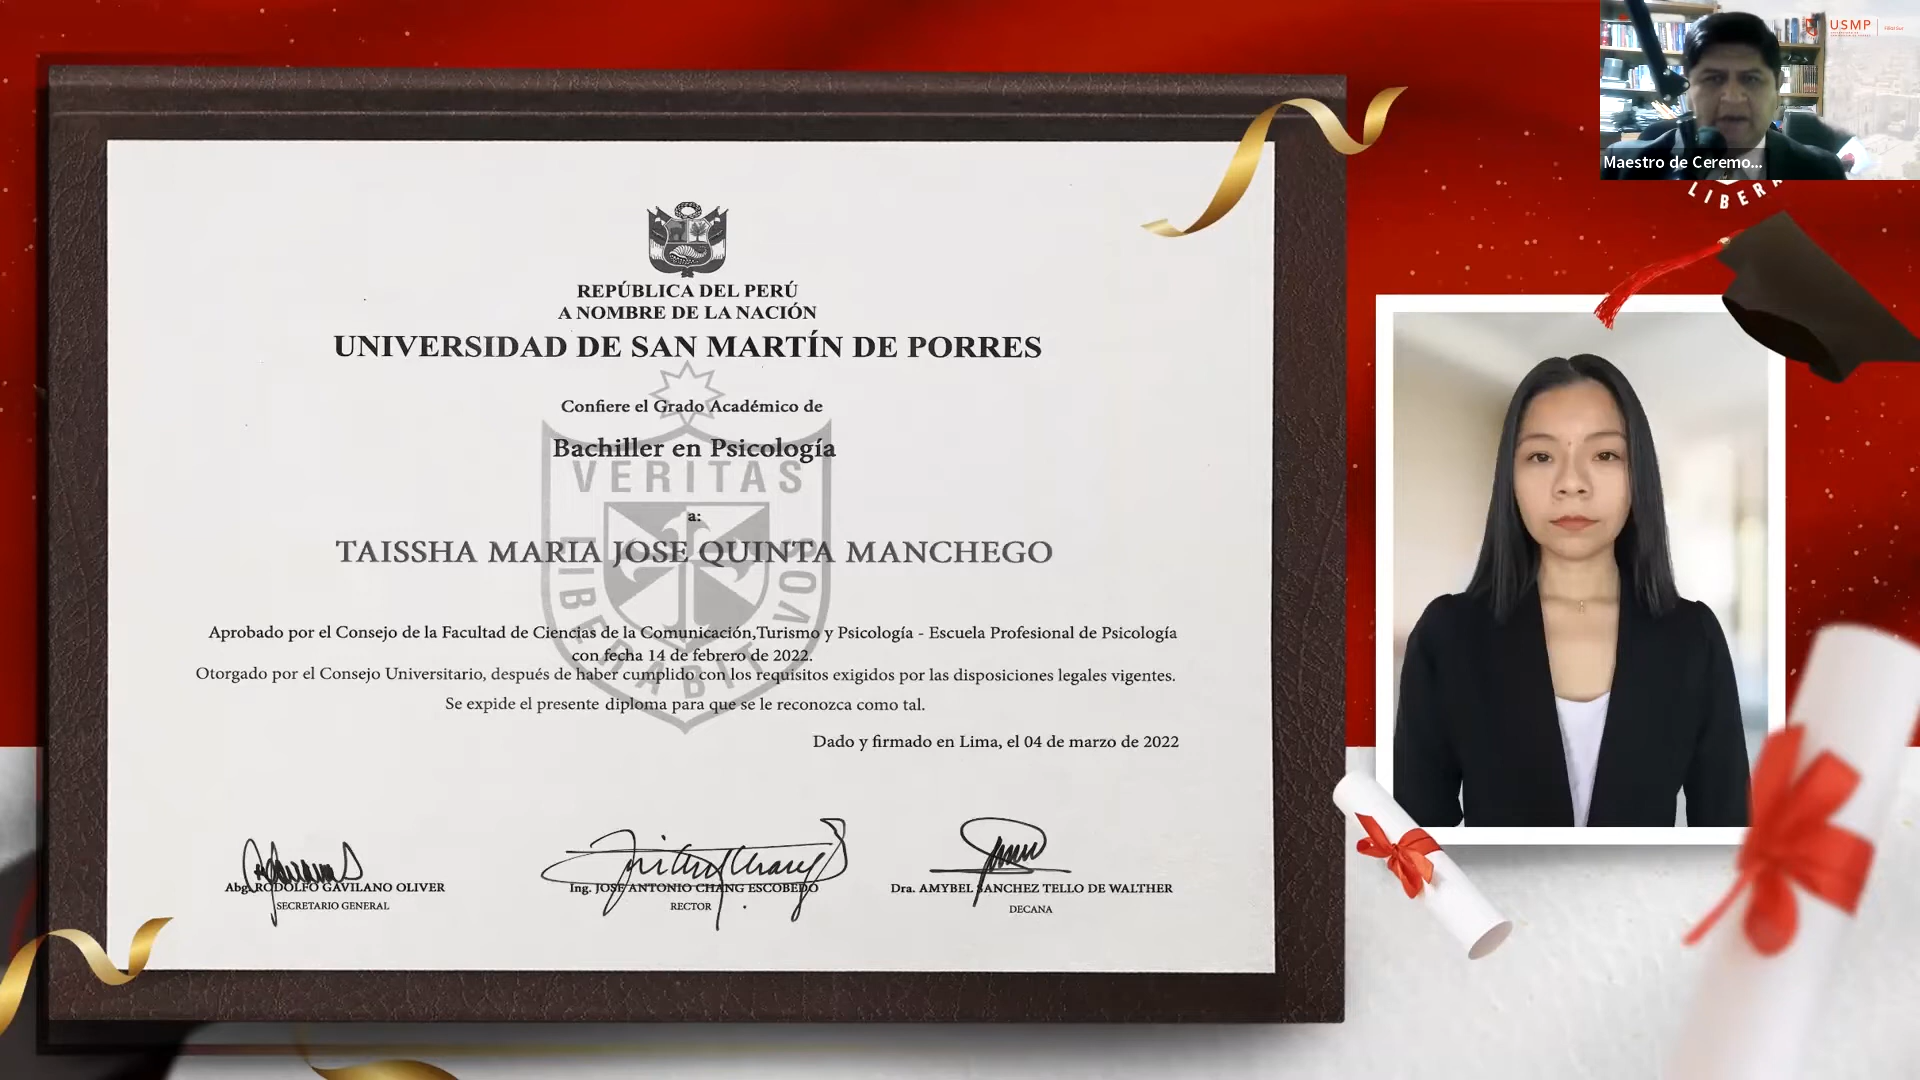 USMP
Maestro de Ceremo...
LIBERA
REPÚBLICA DEL PERÚ
A NOMBRE DE LA NACIÓN
UNIVERSIDAD DE SAN MARTÍN DE PORRES
Confiere el Grado Académico de
Bachiller en Psicología
VERITAS
LIBERABIT VOS
a:
TAISSHA MARIA JOSE QUINTA MANCHEGO
Aprobado por el Consejo de la Facultad de Ciencias de la Comunicación,Turismo y Psicología - Escuela Profesional de Psicología
con fecha 14 de febrero de 2022.
Otorgado por el Consejo Universitario, después de haber cumplido con los requisitos exigidos por las disposiciones legales vigentes.
Se expide el presente diploma para que se le reconozca como tal.
Dado y firmado en Lima, el 04 de marzo de 2022
Abg. RODOLFO GAVILANO OLIVER
SECRETARIO GENERAL
Ing. JOSE ANTONIO CHANG ESCOBEDO
RECTOR
Dra. AMYBEL SANCHEZ TELLO DE WALTHER
DECANA